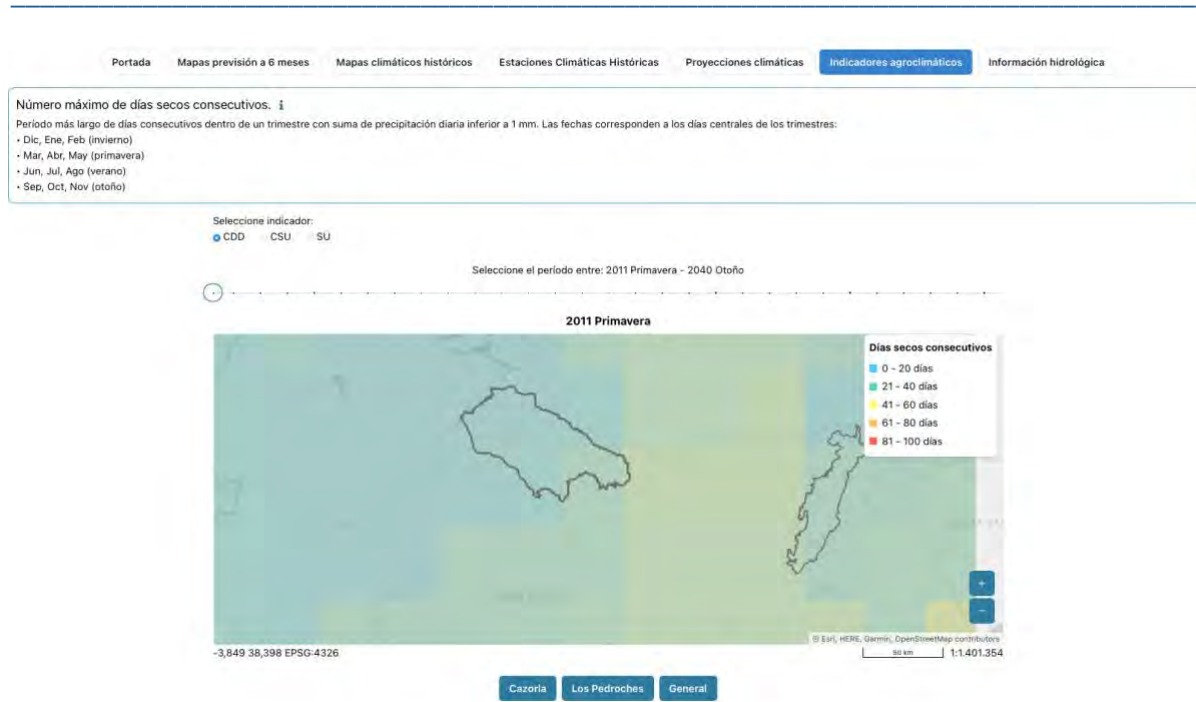 Portada Mapas previsión a 6 meses Mapas climáticos históricos Estaciones Climáticas Históricas Proyecciones climáticas Indicadores agroclimáticos Información hidrológica
Número máximo de días secos consecutivos. i
Período más largo de días consecutivos dentro de un trimestre con suma de precipitación diaria inferior a 1 mm. Las fechas corresponden a los días centrales de los trimestres:
• Dic, Ene, Feb (invierno)
• Mar, Abr, May (primavera)
• Jun, Jul, Ago (verano)
• Sep, Oct, Nov (otoño)
Seleccione indicador:
CDD CSU SU
Seleccione el período entre: 2011 Primavera - 2040 Otoño
2011 Primavera
Días secos consecutivos
0 - 20 días
21 - 40 días
41 - 60 días
61 - 80 días
81 - 100 días
+
-
© Esri, HERE, Garmin, OpenStreetMap contributors
-3,849 38,398 EPSG:4326
50 km 1:1.401.354
Cazorla Los Pedroches General